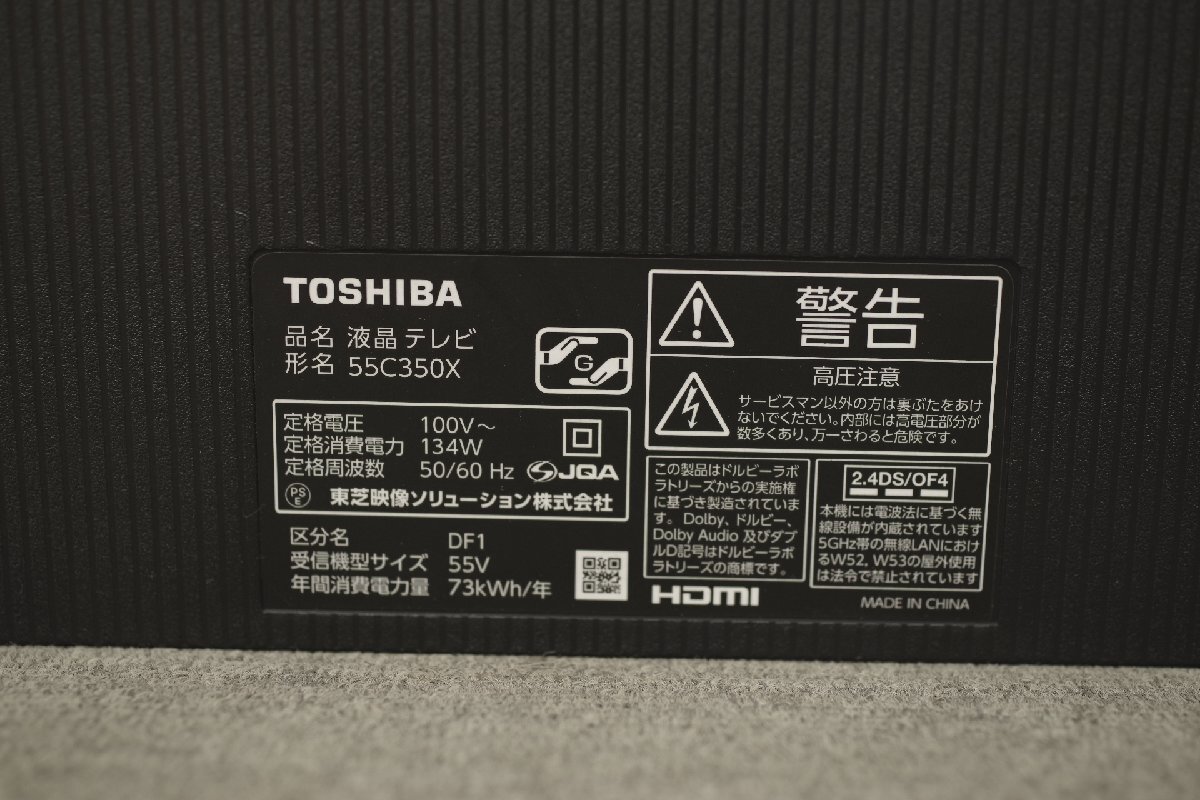 TOSHIBA
品名 液晶テレビ
形名 55C350X
G
定格電圧 100V～
定格消費電力 134W
定格周波数 50/60 Hz
JQA
PS
E
東芝映像ソリューション株式会社
区分名 DF1
受信機型サイズ 55V
年間消費電力量 73kWh/年
警告
高圧注意
サービスマン以外の方は裏ぶたをあけ
ないでください。内部には高電圧部分が
数多くあり、万一さわると危険です。
この製品はドルビーラボ
ラトリーズからの実施権
に基づき製造されていま
す。Dolby、ドルビー、
Dolby Audio 及びダブ
ルD記号はドルビーラボ
ラトリーズの商標です。
HDMI
2.4DS/OF4
本機には電波法に基づく無
線設備が内蔵されています
5GHz帯の無線LANにおけ
るW52，W53の屋外使用
は法令で禁止されています
MADE IN CHINA